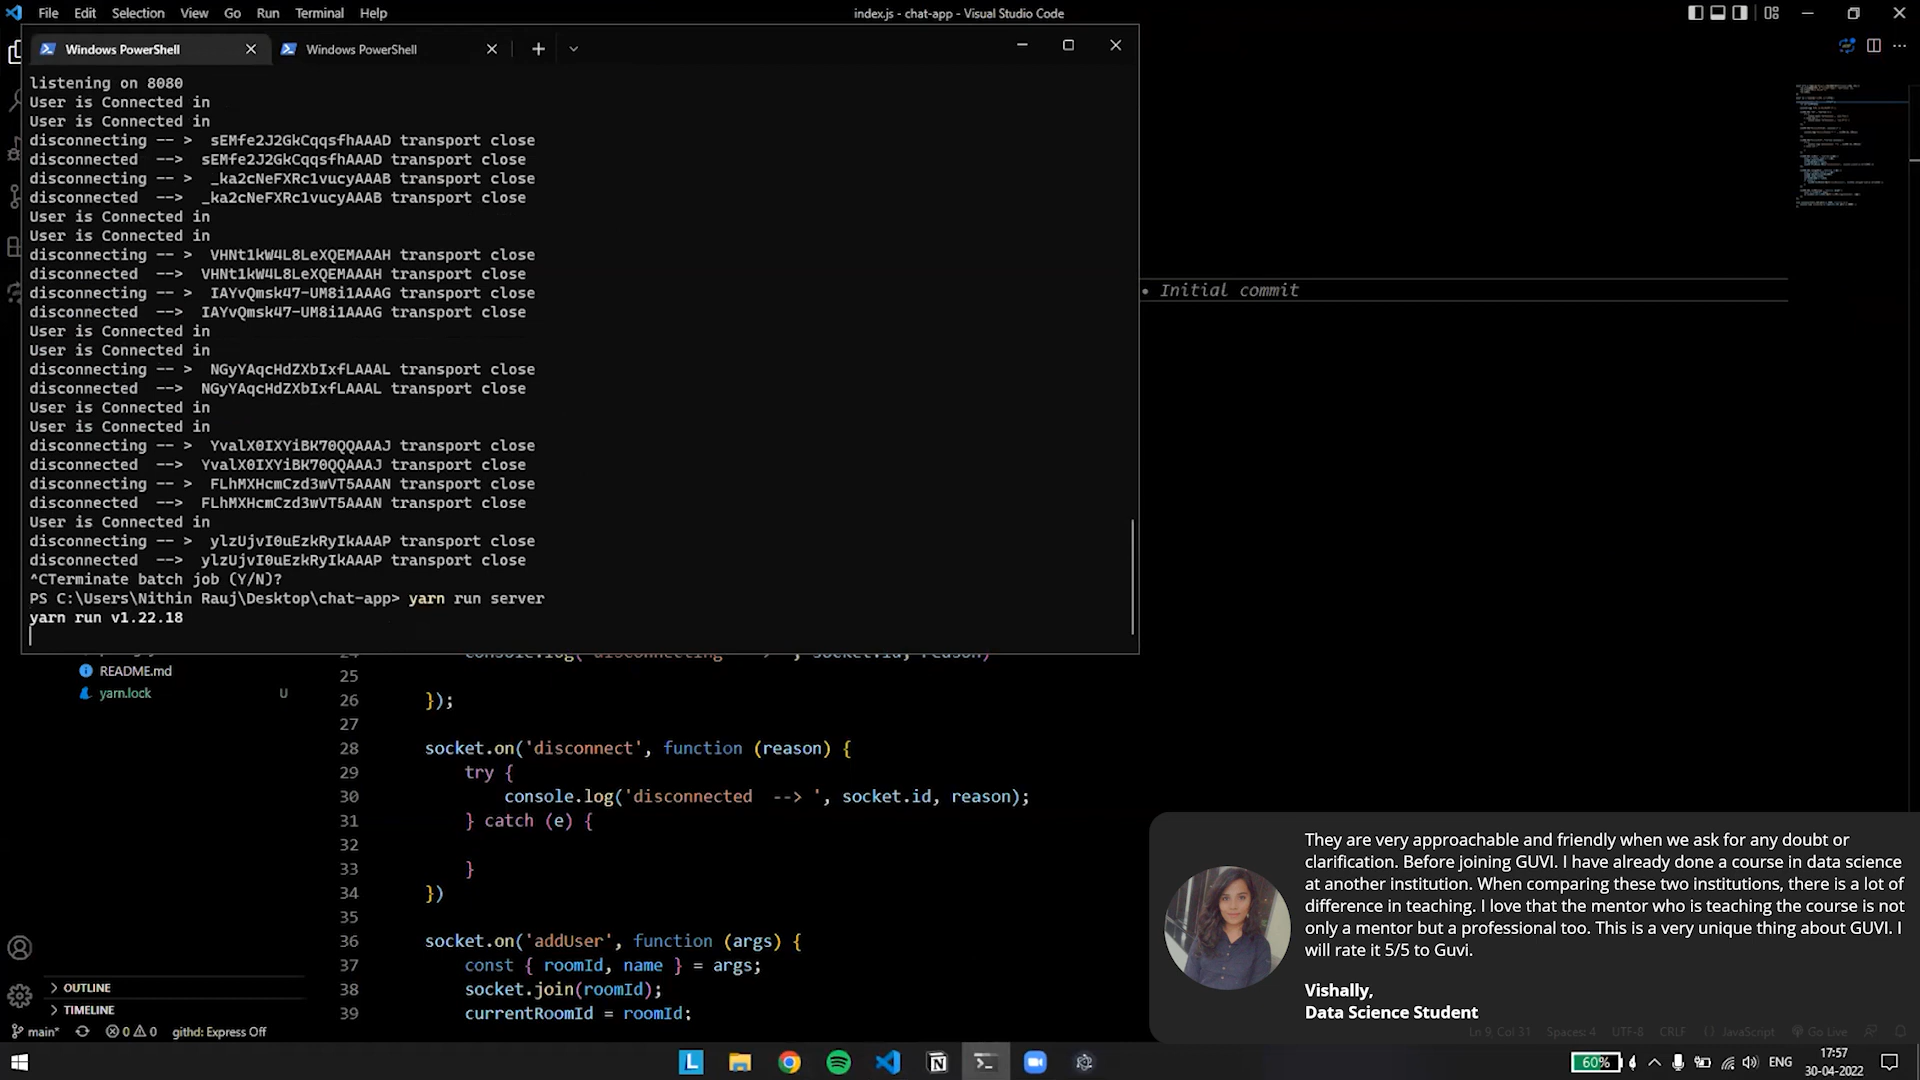 File Edit Selection View Go Run Terminal Help
index.js - chat-app - Visual Studio Code
Windows PowerShell
Windows PowerShell
listening on 8080
User is Connected in
User is Connected in
disconnecting -- >  sEMfe2J2GkCqqsfhAAAD transport close
disconnected  -->  sEMfe2J2GkCqqsfhAAAD transport close
disconnecting -- >  _ka2cNeFXRc1vucyAAAB transport close
disconnected  -->  _ka2cNeFXRc1vucyAAAB transport close
User is Connected in
User is Connected in
disconnecting -- >  VHNt1kW4L8LeXQEMAAAH transport close
disconnected  -->  VHNt1kW4L8LeXQEMAAAH transport close
disconnecting -- >  IAYvQmsk47-UM8i1AAAG transport close
disconnected  -->  IAYvQmsk47-UM8i1AAAG transport close
User is Connected in
User is Connected in
disconnecting -- >  NGyYAqcHdZXbIxfLAAAL transport close
disconnected  -->  NGyYAqcHdZXbIxfLAAAL transport close
User is Connected in
User is Connected in
disconnecting -- >  YvalX0IXYiBK70QQAAAJ transport close
disconnected  -->  YvalX0IXYiBK70QQAAAJ transport close
disconnecting -- >  FLhMXHcmCzd3wVT5AAAN transport close
disconnected  -->  FLhMXHcmCzd3wVT5AAAN transport close
User is Connected in
disconnecting -- >  ylzUjvI0uEzkRyIkAAAP transport close
disconnected  -->  ylzUjvI0uEzkRyIkAAAP transport close
^CTerminate batch job (Y/N)?
PS C:\Users\Nithin Rauj\Desktop\chat-app> yarn run server
yarn run v1.22.18
• Initial commit
README.md
yarn.lock U
25
26 });
27
28 socket.on('disconnect', function (reason) {
29 try {
30 console.log('disconnected  --> ', socket.id, reason);
31 } catch (e) {
32
33 }
34 })
35
36 socket.on('addUser', function (args) {
37 const { roomId, name } = args;
38 socket.join(roomId);
39 currentRoomId = roomId;
OUTLINE
TIMELINE
They are very approachable and friendly when we ask for any doubt or
clarification. Before joining GUVI. I have already done a course in data science
at another institution. When comparing these two institutions, there is a lot of
difference in teaching. I love that the mentor who is teaching the course is not
only a mentor but a professional too. This is a very unique thing about GUVI. I
will rate it 5/5 to Guvi.
Vishally,
Data Science Student
main* 0 0 githd: Express Off
Ln 9, Col 31 Spaces: 4 UTF-8 CRLF {} JavaScript Go Live
60% ENG 17:57
30-04-2022